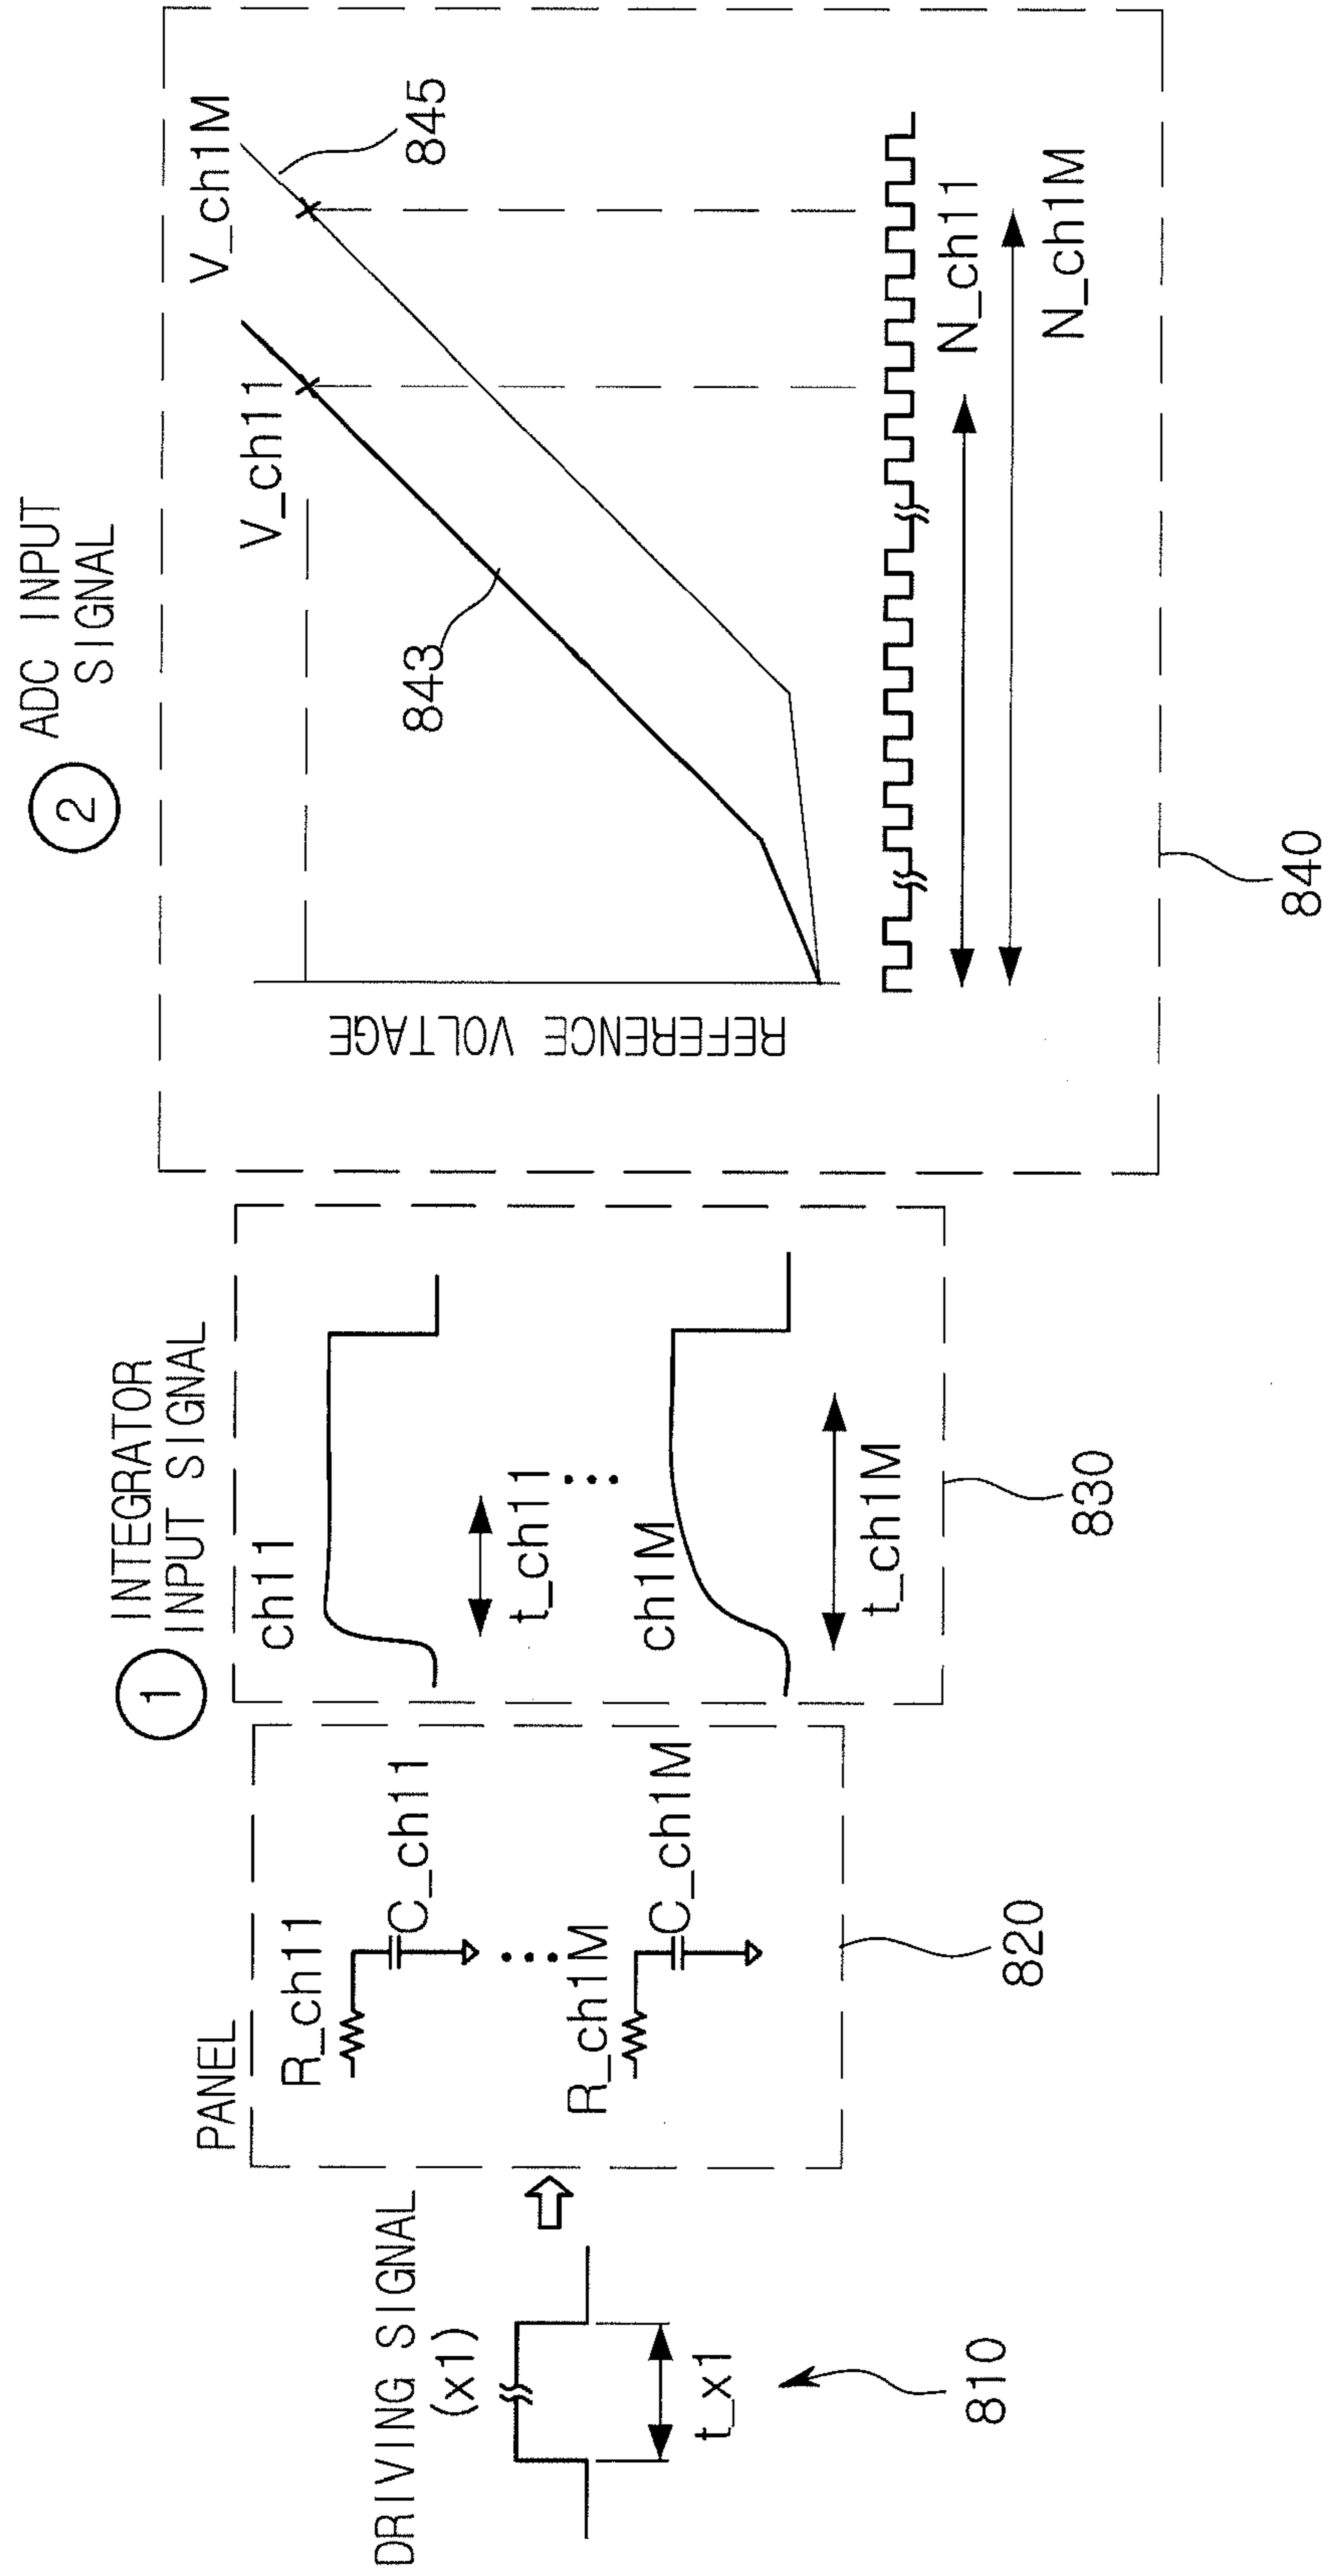 DRIVING SIGNAL
(x1)
t_x1
810
PANEL
R_ch11
C_ch11
R_ch1M
C_ch1M
820
1
INTEGRATOR
INPUT SIGNAL
ch11
t_ch11
ch1M
t_ch1M
830
2
ADC INPUT
SIGNAL
REFERENCE VOLTAGE
V_ch11
V_ch1M
843
845
N_ch11
N_ch1M
840